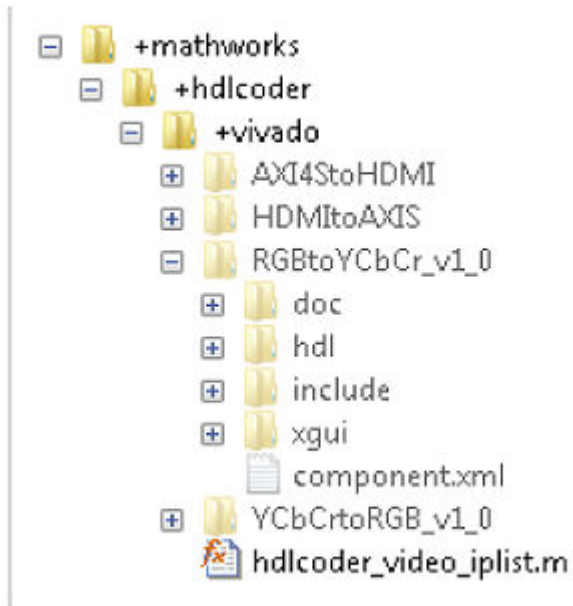 +mathworks
+hdlcoder
+vivado
AXI4StoHDMI
HDMItoAXIS
RGBtoYCbCr_v1_0
doc
hdl
include
xgui
component.xml
YCbCrtoRGB_v1_0
hdlcoder_video_iplist.m